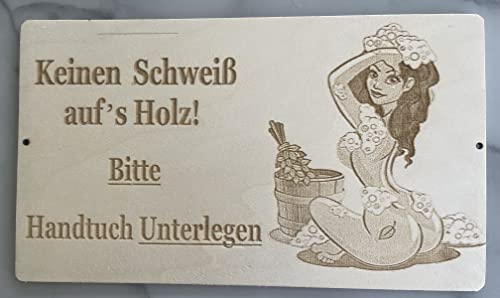 Keinen Schweiß
auf's Holz!
Bitte
Handtuch Unterlegen